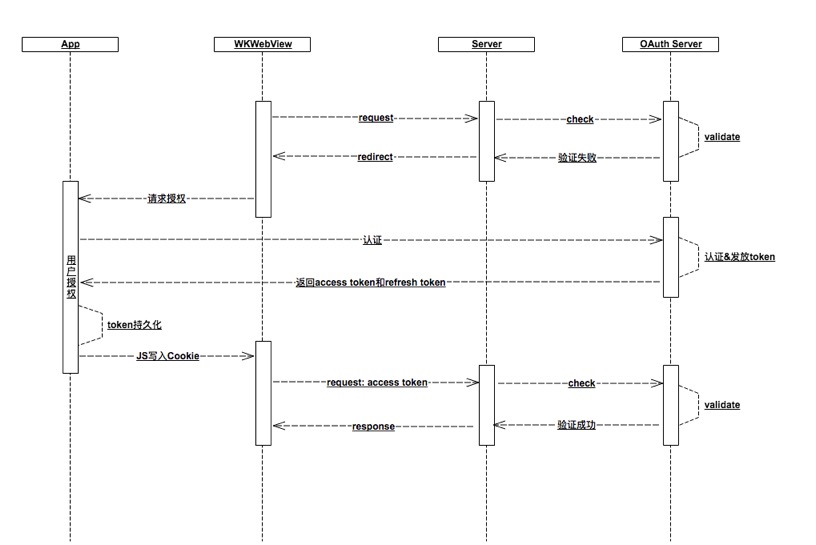 App
WKWebView
Server
OAuth Server
request
check
validate
redirect
验证失败
请求授权
认证
认证&发放token
用户授权
返回access token和refresh token
token持久化
JS写入Cookie
request: access token
check
validate
response
验证成功